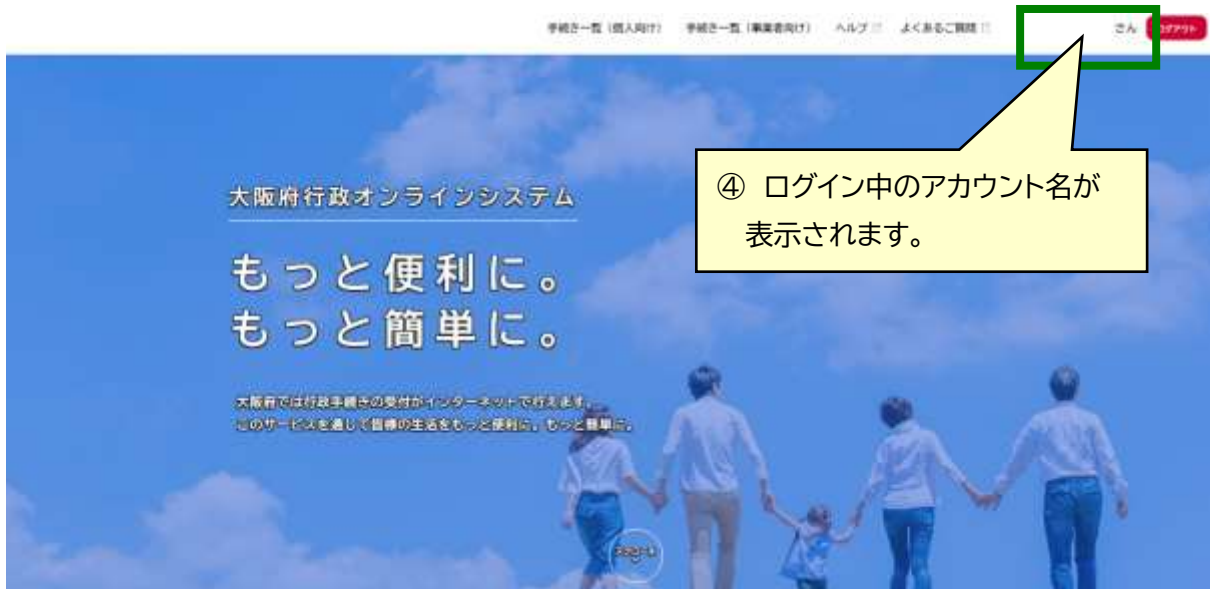 手続き一覧（個人向け） 手続き一覧（事業者向け） ヘルプ よくあるご質問 さん ログアウト
④ ログイン中のアカウント名が
表示されます。
大阪府行政オンラインシステム
もっと便利に。
もっと簡単に。
大阪府では行政手続きの受付がインターネットで行えます。
このサービスを通して皆様の生活をもっと便利に。もっと簡単に。
スクロール